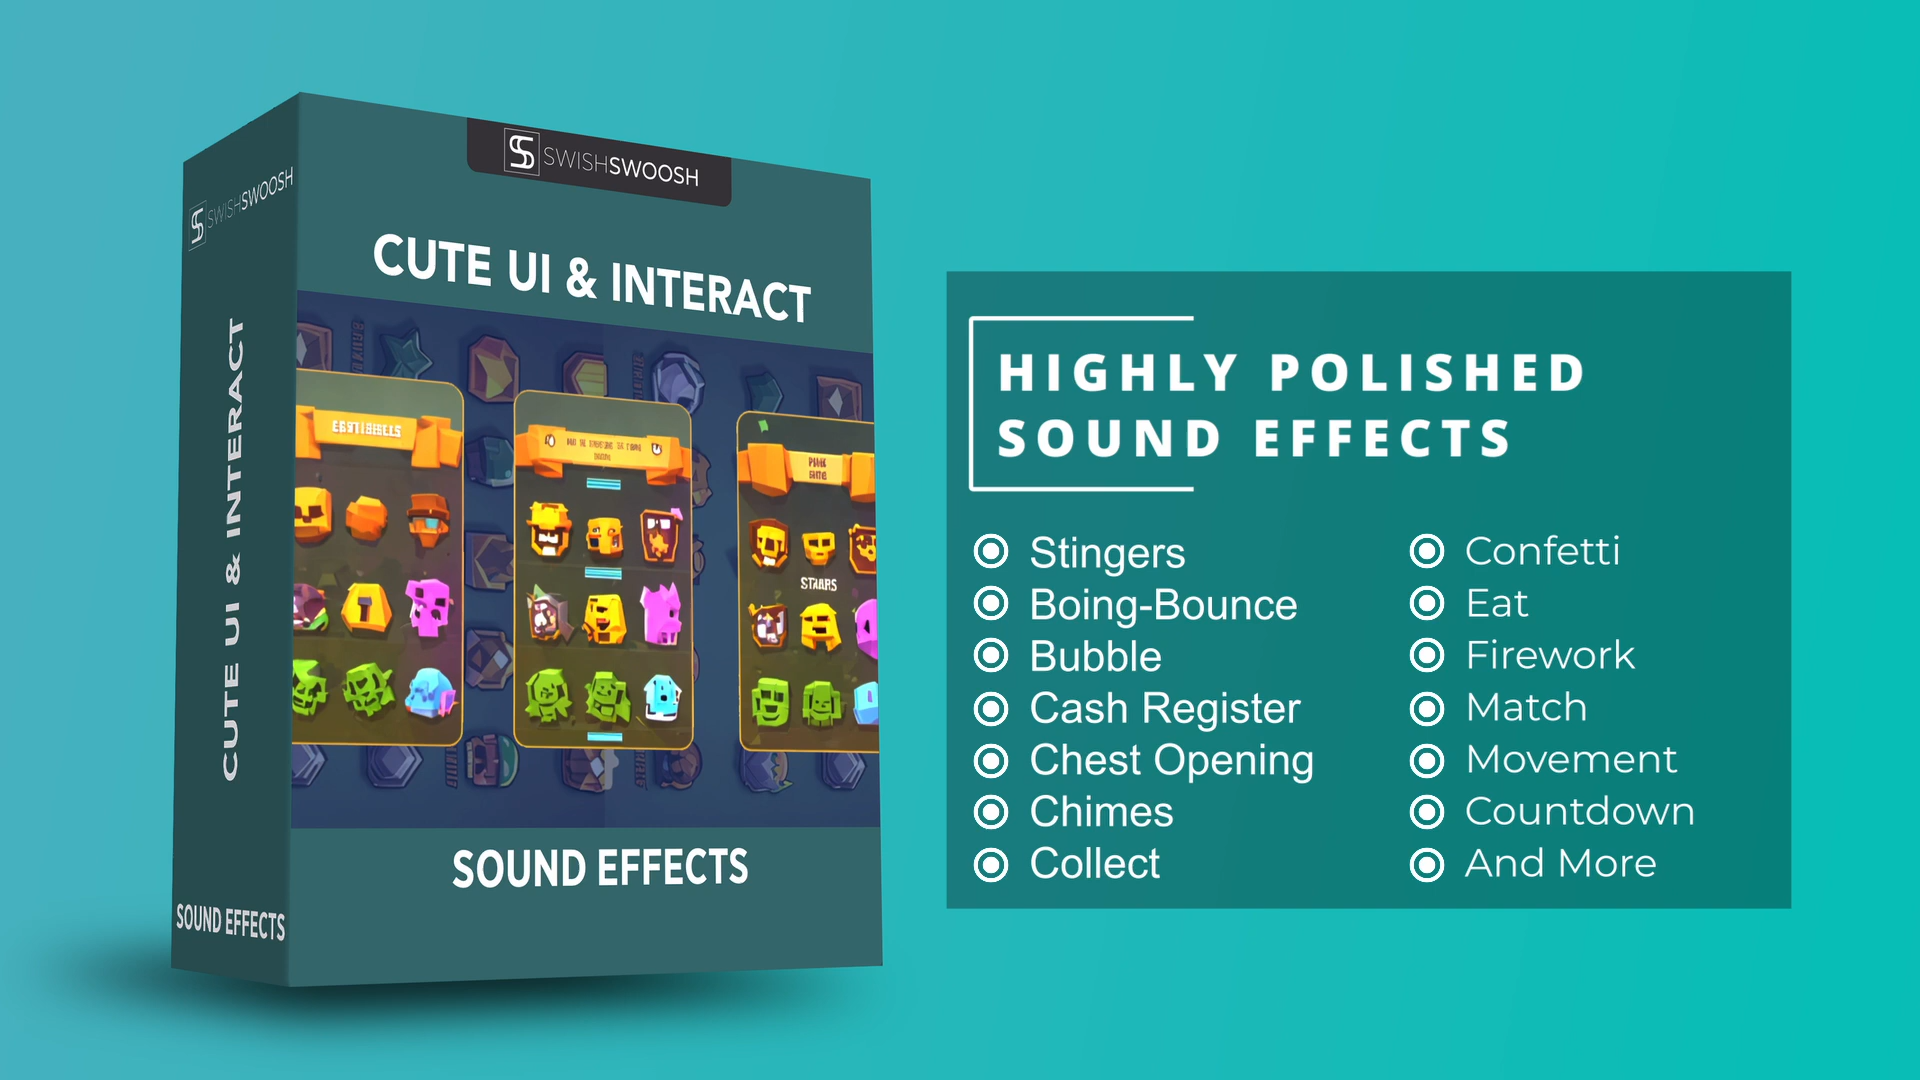 SWISHSWOOSH
CUTE UI & INTERACT
SOUND EFFECTS
SWISHSWOOSH
CUTE UI & INTERACT
STARS
SOUND EFFECTS
HIGHLY POLISHED
SOUND EFFECTS
Stingers
Boing-Bounce
Bubble
Cash Register
Chest Opening
Chimes
Collect
Confetti
Eat
Firework
Match
Movement
Countdown
And More